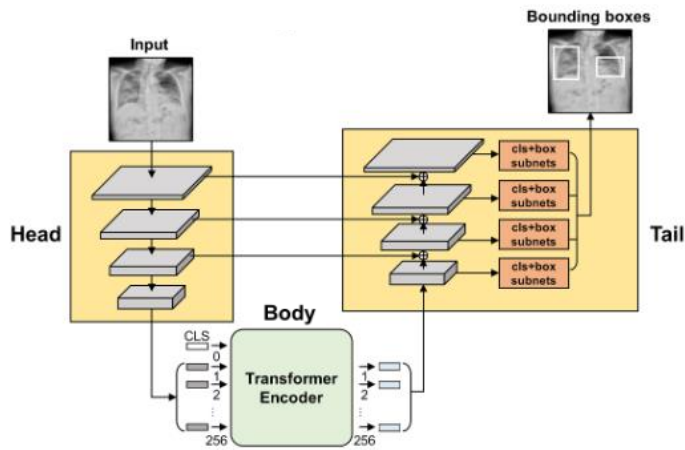 Bounding boxes
Input
Head
Tail
cls+box
subnets
cls+box
subnets
cls+box
subnets
cls+box
subnets
Body
CLS
0
1
2
⋮
256
Transformer
Encoder
1
2
⋮
256